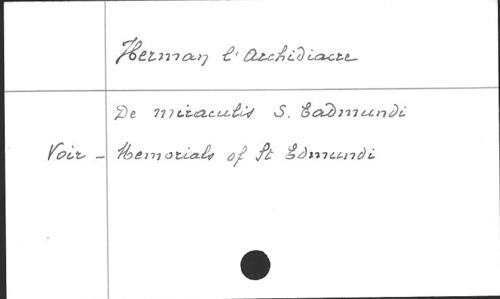 Herman l'Archidiacre
De miraculis S. Eadmundi
Voir - Memorials of St Edmundi